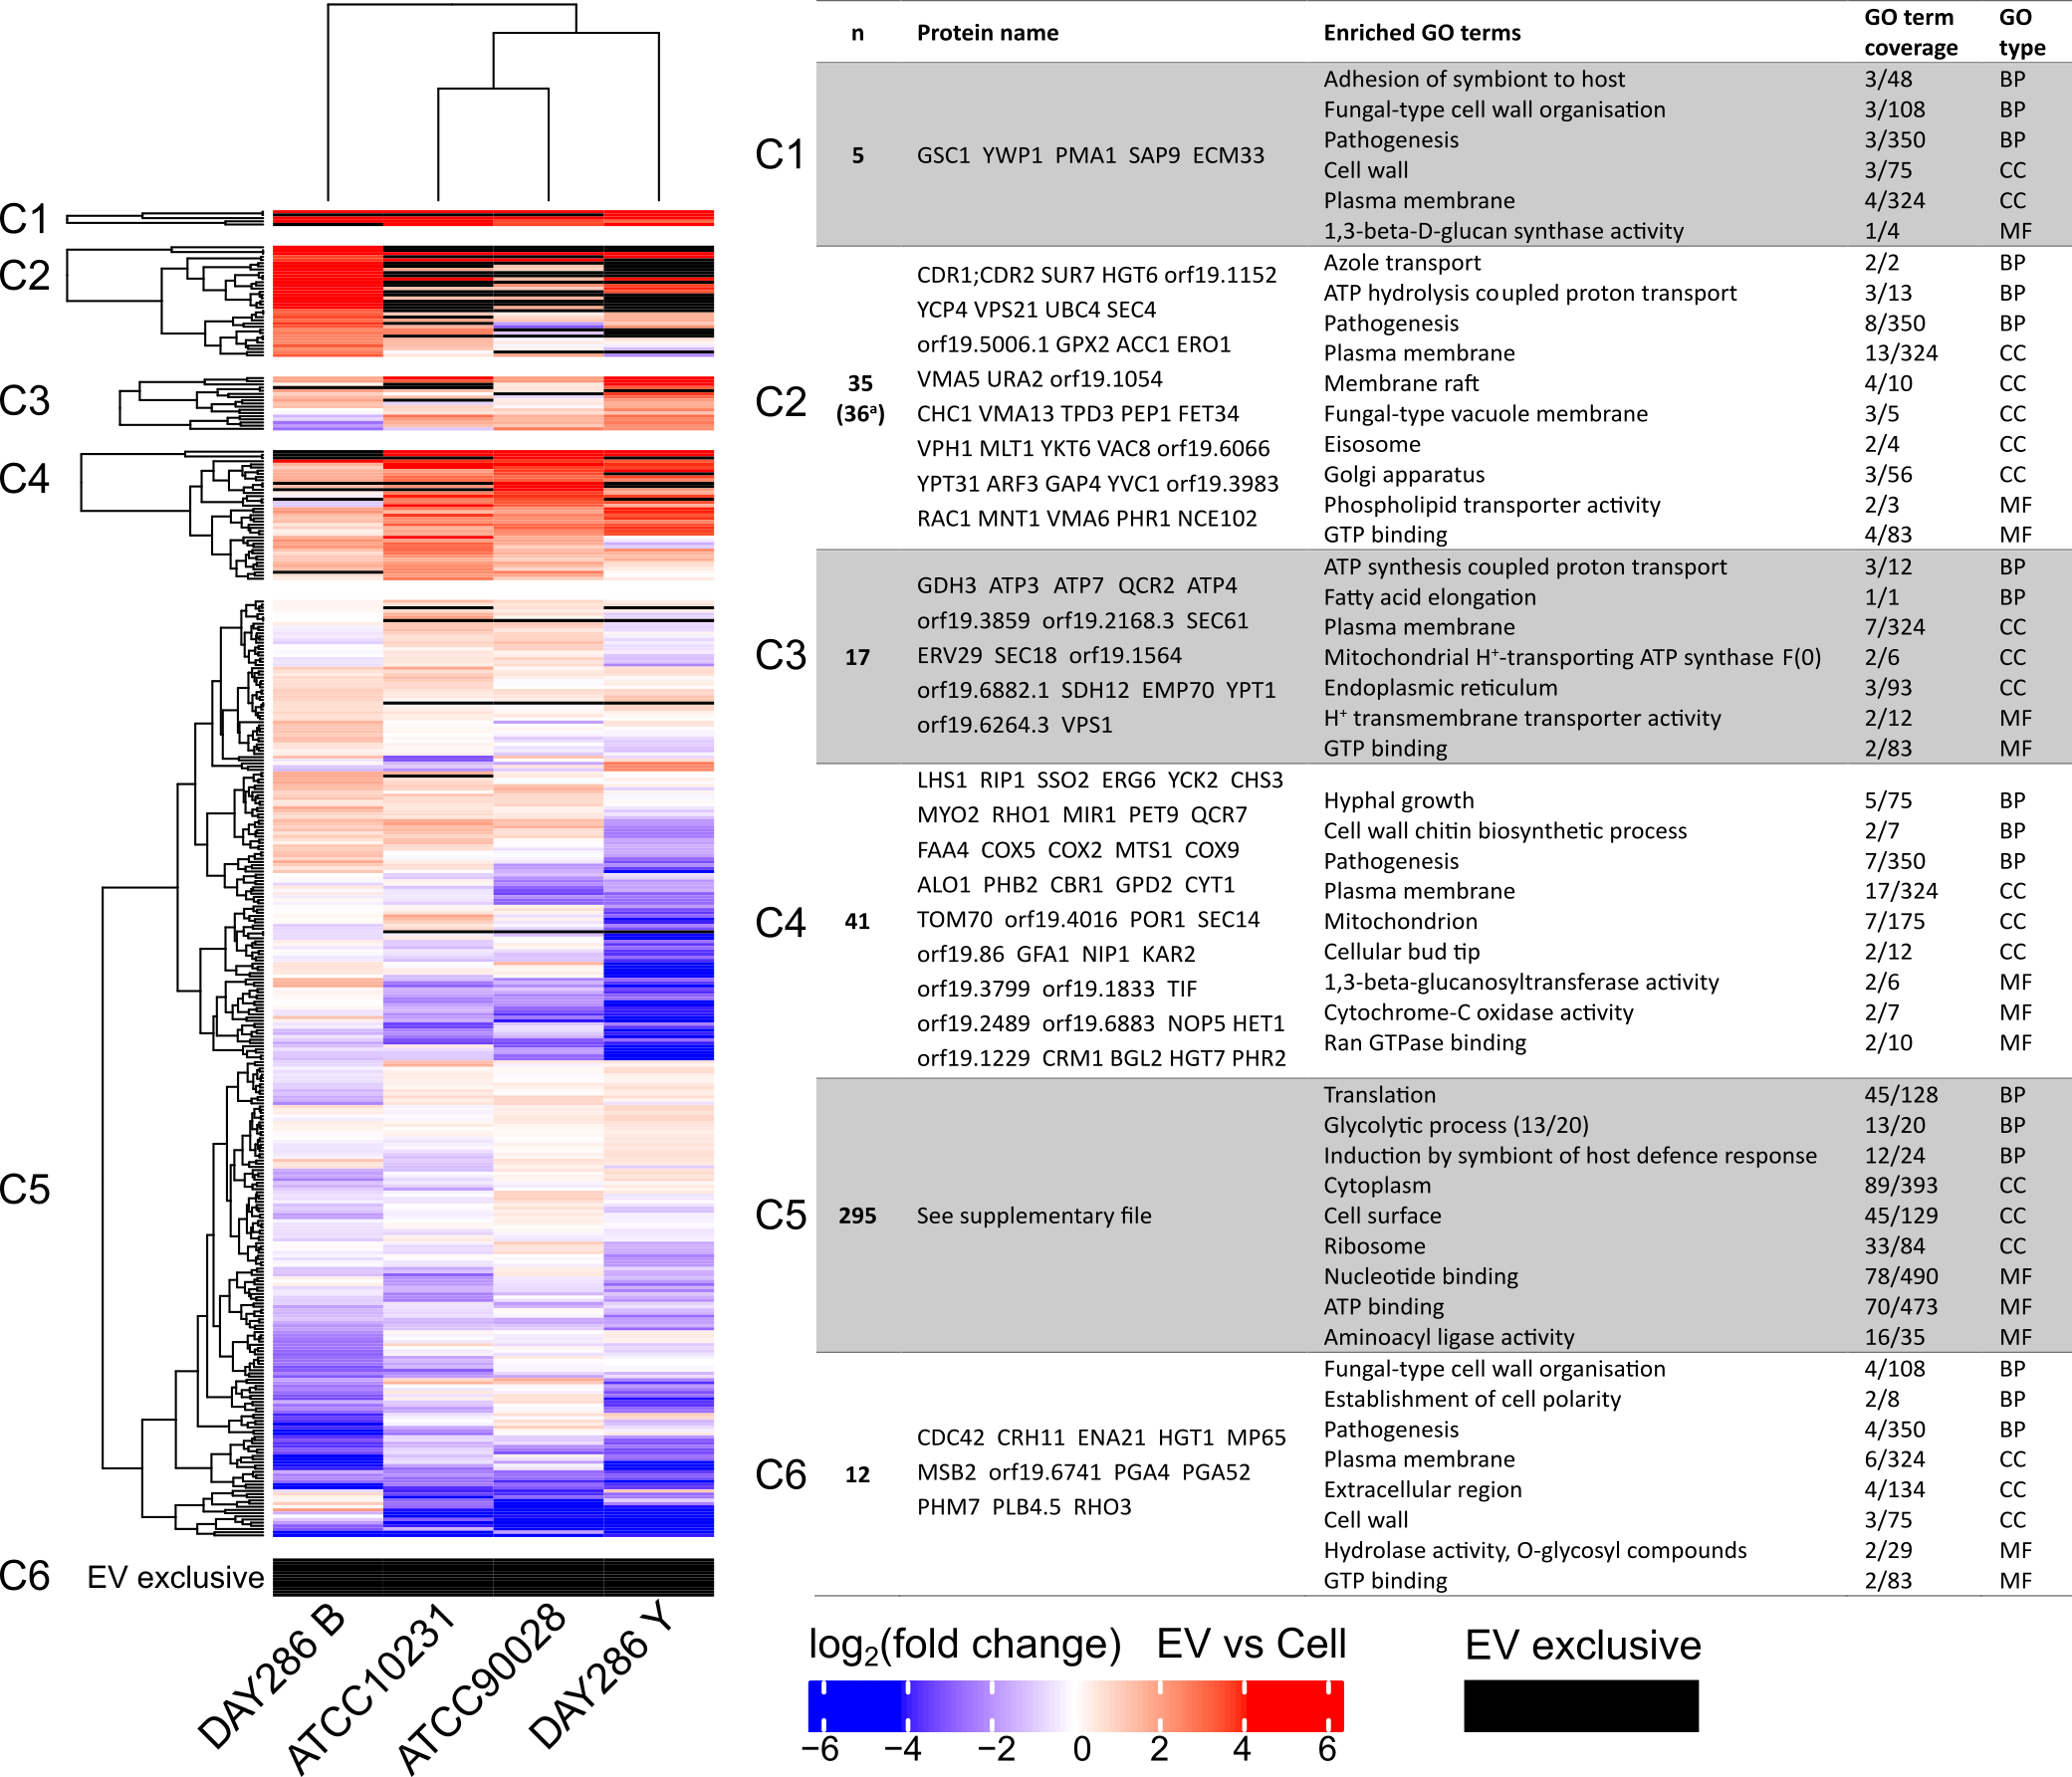 C1
C2
C3
C4
C5
C6
EV exclusive
DAY286 B
ATCC10231
ATCC90028
DAY286 Y
n
Protein name
Enriched GO terms
GO term
coverage
GO
type
C1
5
GSC1 YWP1 PMA1 SAP9 ECM33
Adhesion of symbiont to host 3/48 BP
Fungal-type cell wall organisation 3/108 BP
Pathogenesis 3/350 BP
Cell wall 3/75 CC
Plasma membrane 4/324 CC
1,3-beta-D-glucan synthase activity 1/4 MF
C2
35
(36ᵃ)
CDR1;CDR2 SUR7 HGT6 orf19.1152
YCP4 VPS21 UBC4 SEC4
orf19.5006.1 GPX2 ACC1 ERO1
VMA5 URA2 orf19.1054
CHC1 VMA13 TPD3 PEP1 FET34
VPH1 MLT1 YKT6 VAC8 orf19.6066
YPT31 ARF3 GAP4 YVC1 orf19.3983
RAC1 MNT1 VMA6 PHR1 NCE102
Azole transport 2/2 BP
ATP hydrolysis coupled proton transport 3/13 BP
Pathogenesis 8/350 BP
Plasma membrane 13/324 CC
Membrane raft 4/10 CC
Fungal-type vacuole membrane 3/5 CC
Eisosome 2/4 CC
Golgi apparatus 3/56 CC
Phospholipid transporter activity 2/3 MF
GTP binding 4/83 MF
C3
17
GDH3 ATP3 ATP7 QCR2 ATP4
orf19.3859 orf19.2168.3 SEC61
ERV29 SEC18 orf19.1564
orf19.6882.1 SDH12 EMP70 YPT1
orf19.6264.3 VPS1
ATP synthesis coupled proton transport 3/12 BP
Fatty acid elongation 1/1 BP
Plasma membrane 7/324 CC
Mitochondrial H⁺-transporting ATP synthase F(0) 2/6 CC
Endoplasmic reticulum 3/93 CC
H⁺ transmembrane transporter activity 2/12 MF
GTP binding 2/83 MF
C4
41
LHS1 RIP1 SSO2 ERG6 YCK2 CHS3
MYO2 RHO1 MIR1 PET9 QCR7
FAA4 COX5 COX2 MTS1 COX9
ALO1 PHB2 CBR1 GPD2 CYT1
TOM70 orf19.4016 POR1 SEC14
orf19.86 GFA1 NIP1 KAR2
orf19.3799 orf19.1833 TIF
orf19.2489 orf19.6883 NOP5 HET1
orf19.1229 CRM1 BGL2 HGT7 PHR2
Hyphal growth 5/75 BP
Cell wall chitin biosynthetic process 2/7 BP
Pathogenesis 7/350 BP
Plasma membrane 17/324 CC
Mitochondrion 7/175 CC
Cellular bud tip 2/12 CC
1,3-beta-glucanosyltransferase activity 2/6 MF
Cytochrome-C oxidase activity 2/7 MF
Ran GTPase binding 2/10 MF
C5
295
See supplementary file
Translation 45/128 BP
Glycolytic process (13/20) 13/20 BP
Induction by symbiont of host defence response 12/24 BP
Cytoplasm 89/393 CC
Cell surface 45/129 CC
Ribosome 33/84 CC
Nucleotide binding 78/490 MF
ATP binding 70/473 MF
Aminoacyl ligase activity 16/35 MF
C6
12
CDC42 CRH11 ENA21 HGT1 MP65
MSB2 orf19.6741 PGA4 PGA52
PHM7 PLB4.5 RHO3
Fungal-type cell wall organisation 4/108 BP
Establishment of cell polarity 2/8 BP
Pathogenesis 4/350 BP
Plasma membrane 6/324 CC
Extracellular region 4/134 CC
Cell wall 3/75 CC
Hydrolase activity, O-glycosyl compounds 2/29 MF
GTP binding 2/83 MF
log₂(fold change) EV vs Cell
−6 −4 −2 0 2 4 6
EV exclusive